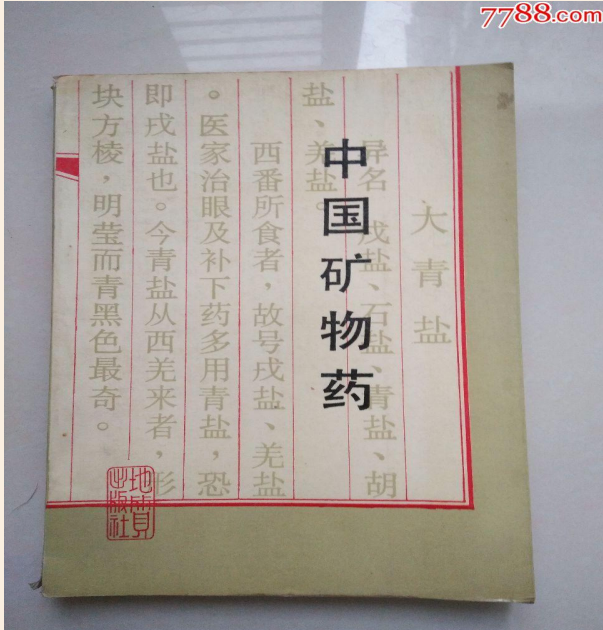 7788.com
中国矿物药
大青盐
异名 戎盐、石盐、青盐、胡
盐、羌盐。
西番所食者，故号戎盐、羌盐
。医家治眼及补下药多用青盐，恐
即戎盐也。今青盐从西羌来者，形
块方棱，明莹而青黑色最奇。
地質
出版社